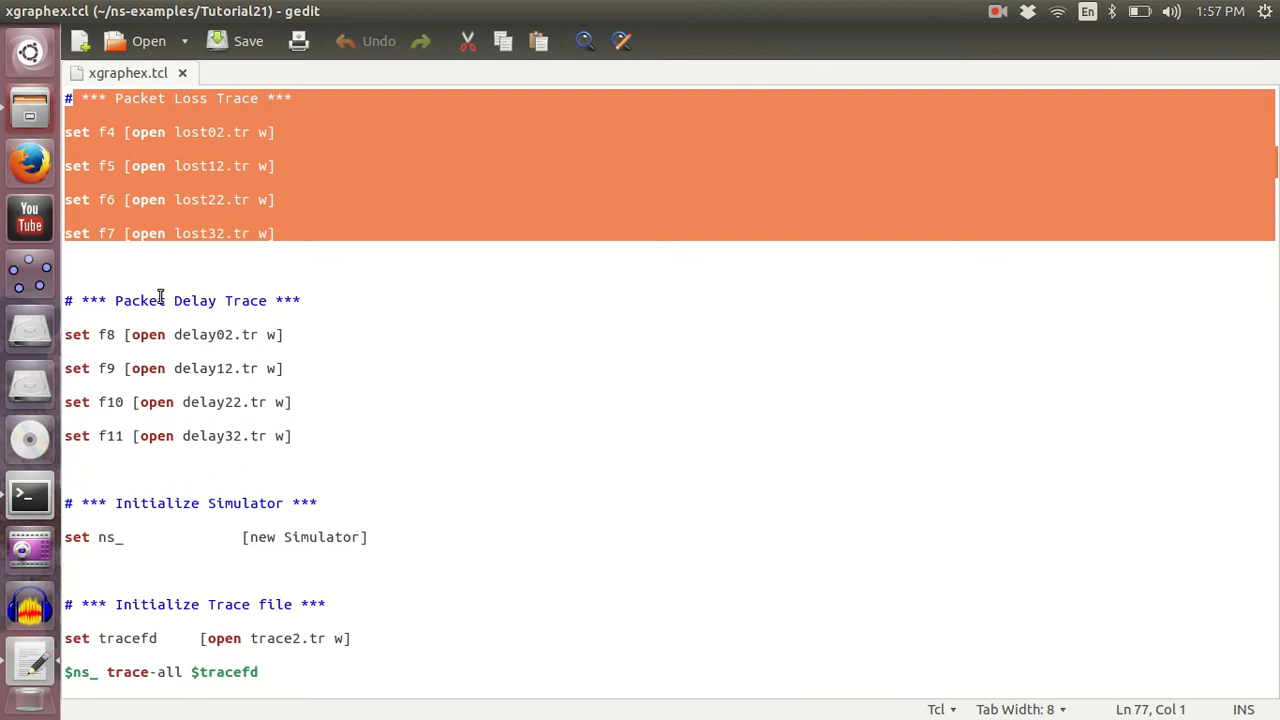 xgraphex.tcl (~/ns-examples/Tutorial21) - gedit
En
1:57 PM
Open
Save
Undo
xgraphex.tcl
# *** Packet Loss Trace ***
set f4 [open lost02.tr w]
set f5 [open lost12.tr w]
set f6 [open lost22.tr w]
set f7 [open lost32.tr w]
# *** Packet Delay Trace ***
set f8 [open delay02.tr w]
set f9 [open delay12.tr w]
set f10 [open delay22.tr w]
set f11 [open delay32.tr w]
# *** Initialize Simulator ***
set ns_ [new Simulator]
# *** Initialize Trace file ***
set tracefd [open trace2.tr w]
$ns_ trace-all $tracefd
You
Tube
Tcl
Tab Width: 8
Ln 77, Col 1
INS